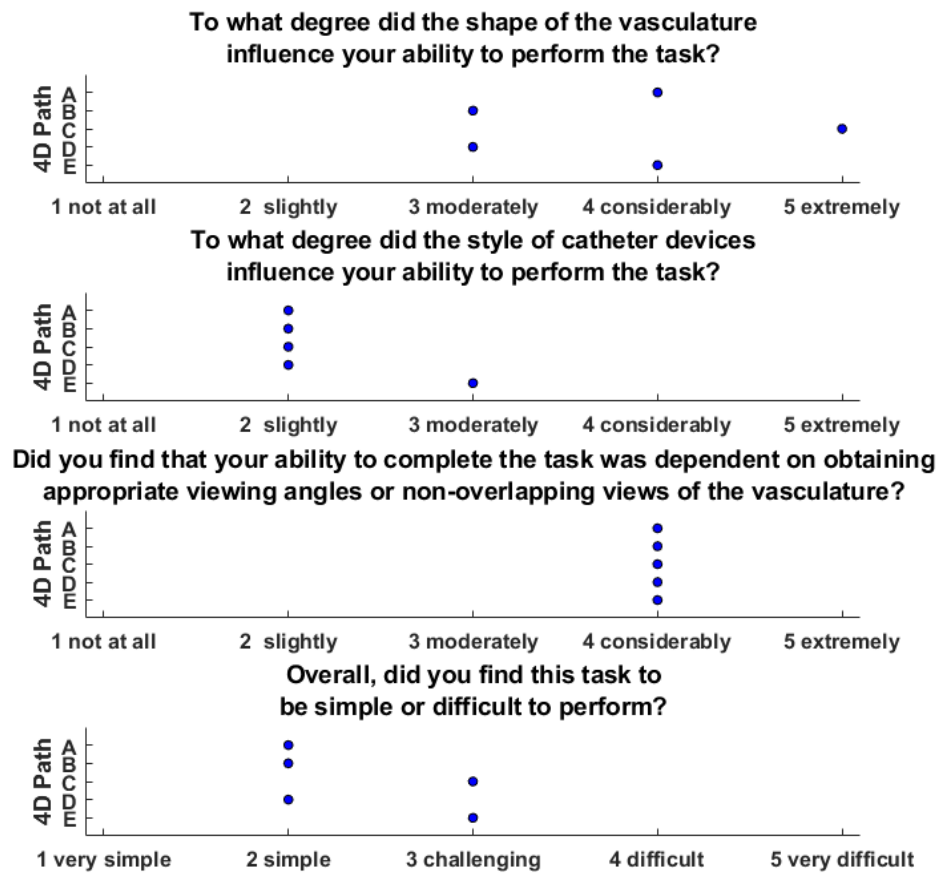 To what degree did the shape of the vasculature
influence your ability to perform the task?
4D Path
A
B
C
D
E
1 not at all 2 slightly 3 moderately 4 considerably 5 extremely
To what degree did the style of catheter devices
influence your ability to perform the task?
4D Path
A
B
C
D
E
1 not at all 2 slightly 3 moderately 4 considerably 5 extremely
Did you find that your ability to complete the task was dependent on obtaining
appropriate viewing angles or non-overlapping views of the vasculature?
4D Path
A
B
C
D
E
1 not at all 2 slightly 3 moderately 4 considerably 5 extremely
Overall, did you find this task to
be simple or difficult to perform?
4D Path
A
B
C
D
E
1 very simple 2 simple 3 challenging 4 difficult 5 very difficult